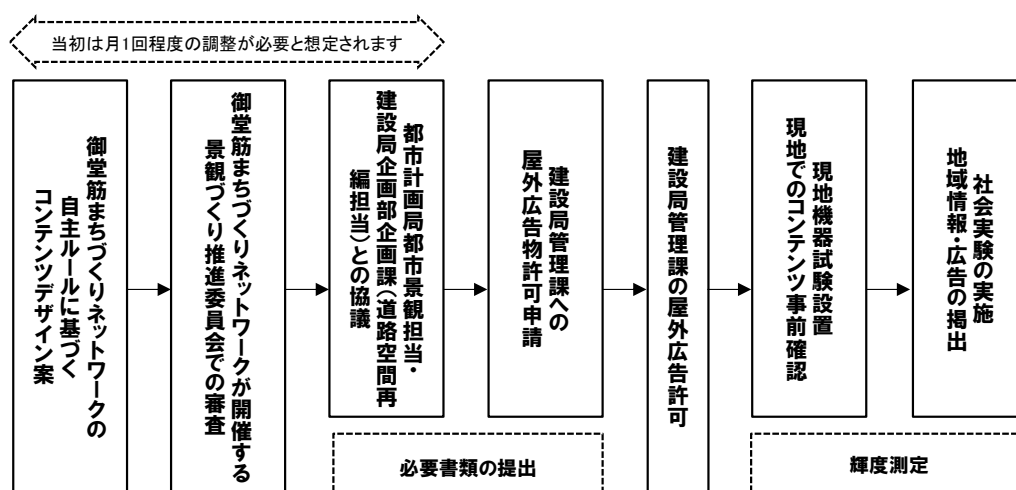 当初は月1回程度の調整が必要と想定されます
御堂筋まちづくりネットワークの
自主ルールに基づく
コンテンツデザイン案
御堂筋まちづくりネットワークが開催する
景観づくり推進委員会での審査
都市計画局都市景観担当・
建設局企画部企画課（道路空間再
編担当）との協議
建設局管理課への
屋外広告物許可申請
建設局管理課の屋外広告許可
現地機器試験設置
現地でのコンテンツ事前確認
社会実験の実施
地域情報・広告の掲出
必要書類の提出
輝度測定